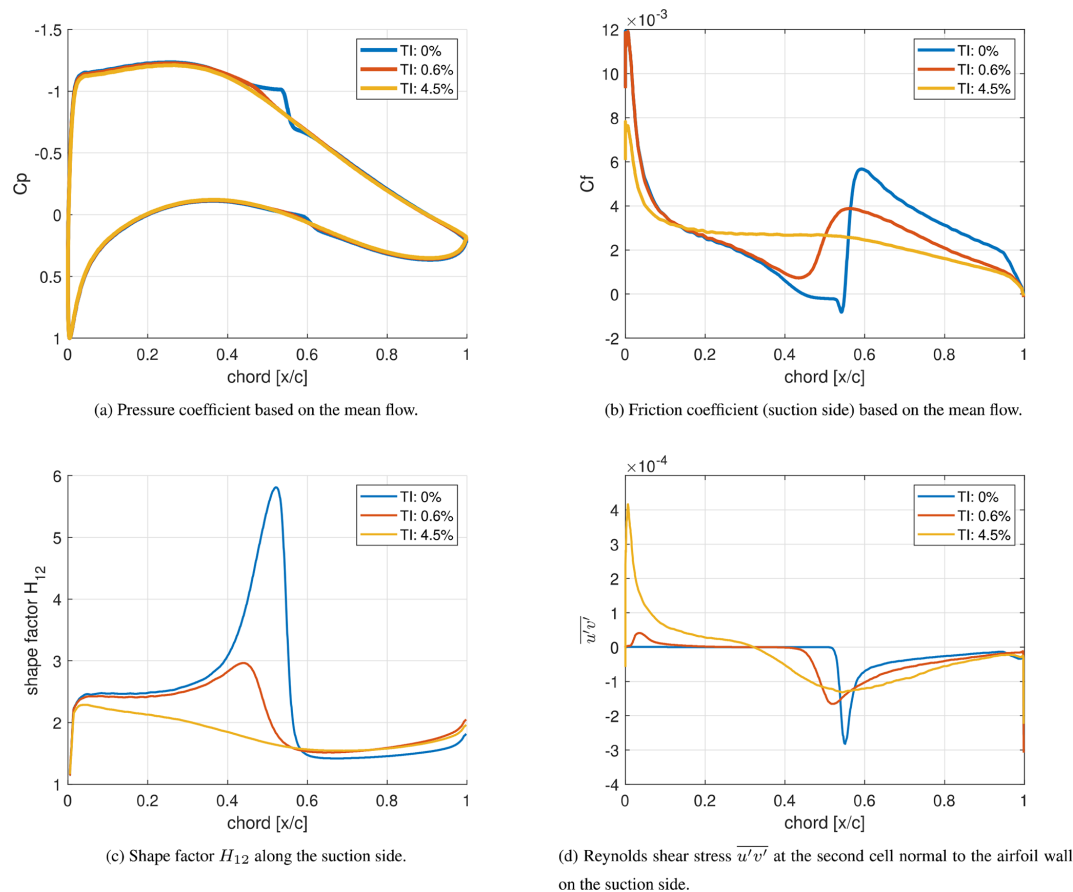 -1.5
-1
-0.5
0
0.5
1
Cp
0
0.2
0.4
0.6
0.8
1
chord [x/c]
TI: 0%
TI: 0.6%
TI: 4.5%
(a) Pressure coefficient based on the mean flow.
×10⁻³
12
10
8
6
4
2
0
-2
Cf
0
0.2
0.4
0.6
0.8
1
chord [x/c]
TI: 0%
TI: 0.6%
TI: 4.5%
(b) Friction coefficient (suction side) based on the mean flow.
6
5
4
3
2
1
shape factor H₁₂
0
0.2
0.4
0.6
0.8
1
chord [x/c]
TI: 0%
TI: 0.6%
TI: 4.5%
(c) Shape factor H₁₂ along the suction side.
×10⁻⁴
4
3
2
1
0
-1
-2
-3
-4
u'v'
0
0.2
0.4
0.6
0.8
1
chord [x/c]
TI: 0%
TI: 0.6%
TI: 4.5%
(d) Reynolds shear stress u'v' at the second cell normal to the airfoil wall
on the suction side.